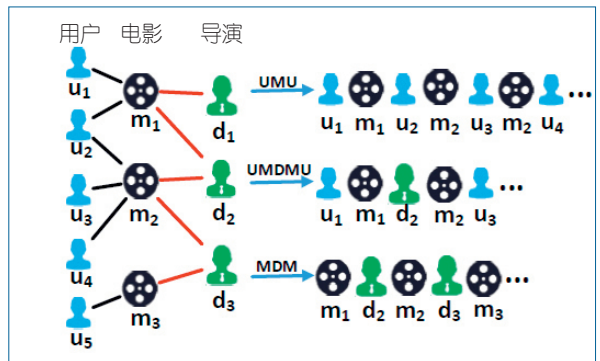 用户 电影 导演
u1 m1 d1
u2
u3 m2 d2
u4
u5 m3 d3
UMU
u1 m1 u2 m2 u3 m2 u4 ...
UMDMU
u1 m1 d2 m2 u3 ...
MDM
m1 d2 m2 d3 m3 ...